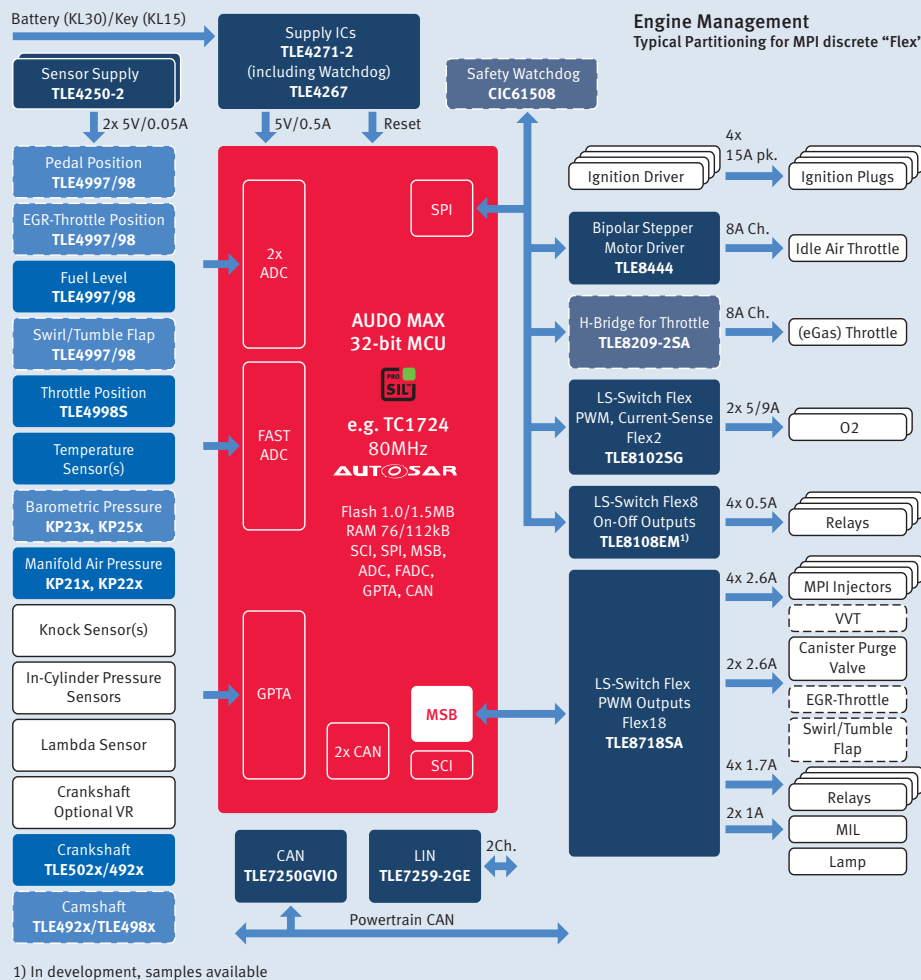 Battery (KL30)/Key (KL15)
Supply ICs
TLE4271-2
(including Watchdog)
TLE4267
Engine Management
Typical Partitioning for MPI discrete “Flex”
Sensor Supply
TLE4250-2
Safety Watchdog
CIC61508
2x 5V/0.05A
5V/0.5A
Reset
Pedal Position
TLE4997/98
EGR-Throttle Position
TLE4997/98
Fuel Level
TLE4997/98
Swirl/Tumble Flap
TLE4997/98
Throttle Position
TLE4998S
Temperature
Sensor(s)
Barometric Pressure
KP23x, KP25x
Manifold Air Pressure
KP21x, KP22x
Knock Sensor(s)
In-Cylinder Pressure
Sensors
Lambda Sensor
Crankshaft
Optional VR
Crankshaft
TLE502x/492x
Camshaft
TLE492x/TLE498x
2x
ADC
FAST
ADC
GPTA
SPI
AUDO MAX
32-bit MCU
PRO
SIL
e.g. TC1724
80MHz
AUTOSAR
Flash 1.0/1.5MB
RAM 76/112kB
SCI, SPI, MSB,
ADC, FADC,
GPTA, CAN
MSB
2x CAN
SCI
Ignition Driver
4x
15A pk.
Ignition Plugs
Bipolar Stepper
Motor Driver
TLE8444
8A Ch.
Idle Air Throttle
H-Bridge for Throttle
TLE8209-2SA
8A Ch.
(eGas) Throttle
LS-Switch Flex
PWM, Current-Sense
Flex2
TLE8102SG
2x 5/9A
O2
LS-Switch Flex8
On-Off Outputs
TLE8108EM1)
4x 0.5A
Relays
LS-Switch Flex
PWM Outputs
Flex18
TLE8718SA
4x 2.6A
MPI Injectors
VVT
2x 2.6A
Canister Purge
Valve
EGR-Throttle
Swirl/Tumble
Flap
4x 1.7A
Relays
2x 1A
MIL
Lamp
CAN
TLE7250GVIO
LIN
TLE7259-2GE
2Ch.
Powertrain CAN
1) In development, samples available